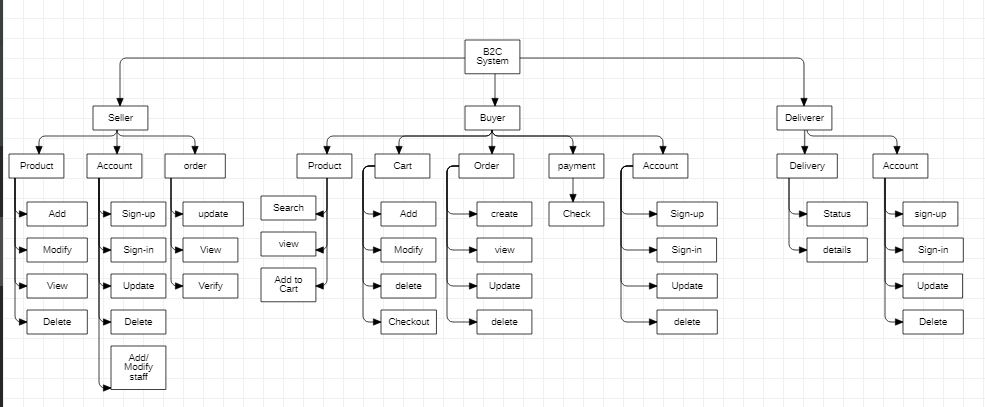 B2C
System
Seller
Buyer
Deliverer
Product
Account
order
Product
Cart
Order
payment
Account
Delivery
Account
Add
Sign-up
update
Search
Add
create
Check
Sign-up
Status
sign-up
Modify
Sign-in
View
view
Modify
view
Sign-in
details
Sign-in
View
Update
Verify
Add to
Cart
delete
Update
Update
Update
Delete
Delete
Checkout
delete
delete
Delete
Add/
Modify
staff